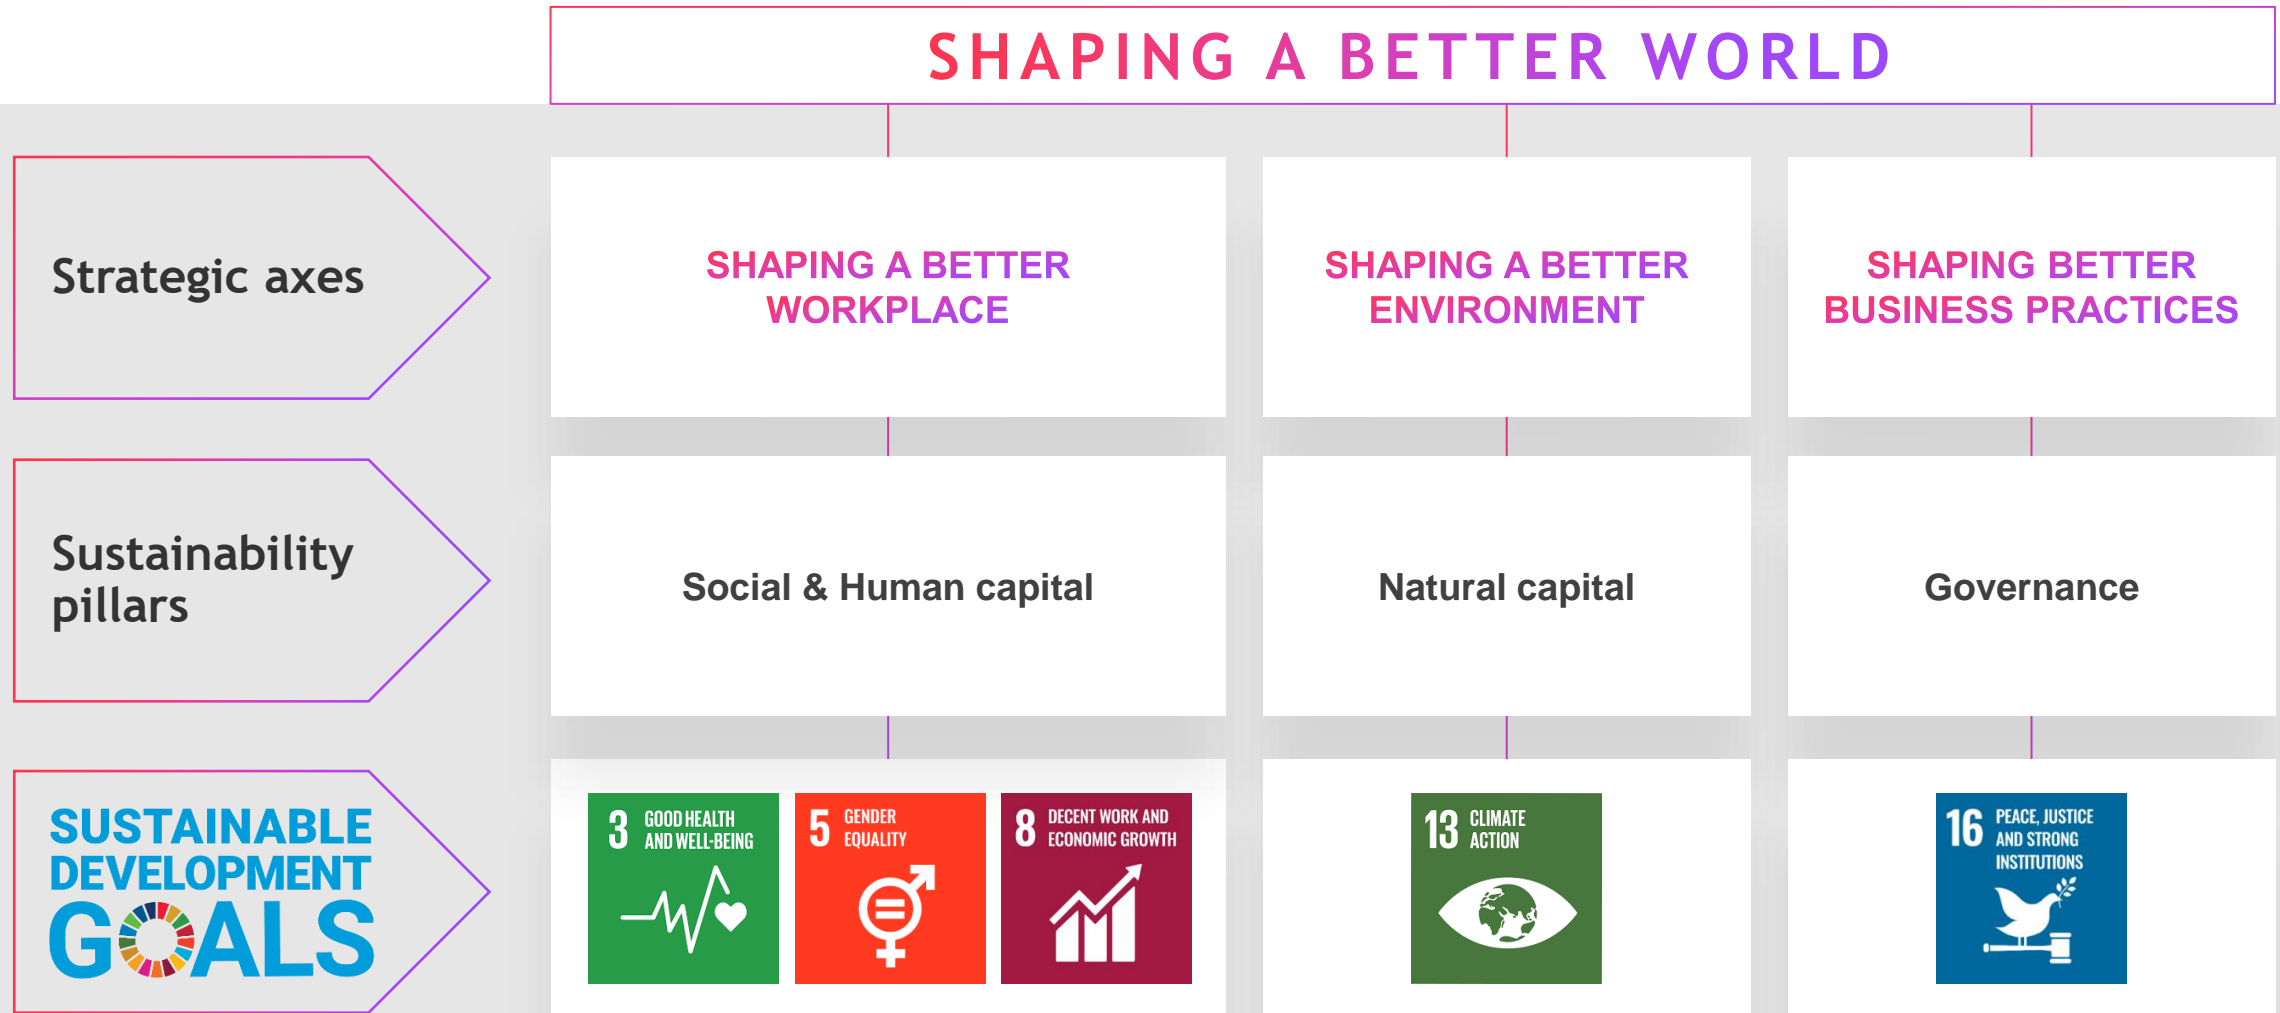 SHAPING A BETTER WORLD
Strategic axes
SHAPING A BETTER
WORKPLACE
SHAPING A BETTER
ENVIRONMENT
SHAPING BETTER
BUSINESS PRACTICES
Sustainability
pillars
Social & Human capital
Natural capital
Governance
SUSTAINABLE
DEVELOPMENT
GOALS
3 GOOD HEALTH
AND WELL-BEING
5 GENDER
EQUALITY
8 DECENT WORK AND
ECONOMIC GROWTH
13 CLIMATE
ACTION
16 PEACE, JUSTICE
AND STRONG
INSTITUTIONS